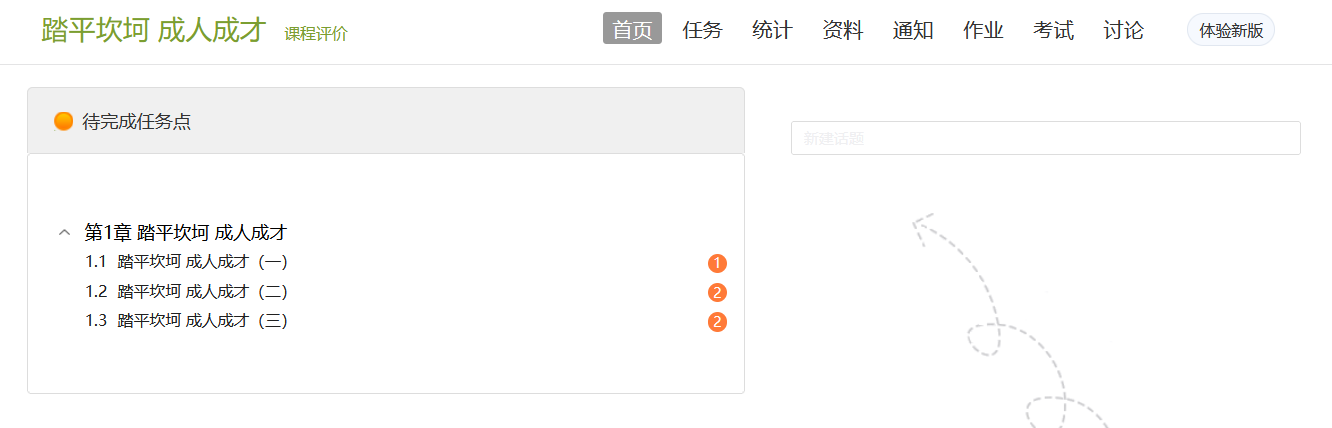 踏平坎坷 成人成才 课程评价 首页 任务 统计 资料 通知 作业 考试 讨论 体验新版
待完成任务点
新建话题
第1章 踏平坎坷 成人成才
1.1 踏平坎坷 成人成才（一） 1
1.2 踏平坎坷 成人成才（二） 2
1.3 踏平坎坷 成人成才（三） 2